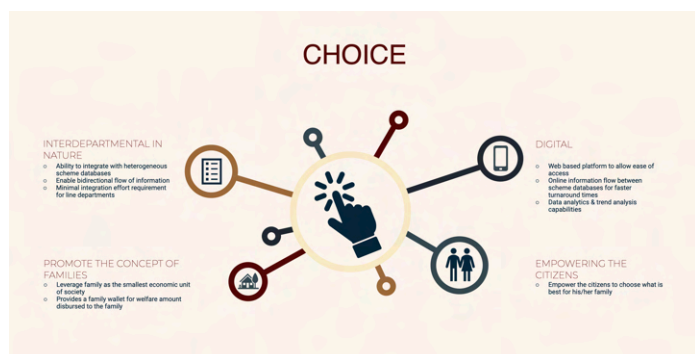 CHOICE
INTERDEPARTMENTAL IN
NATURE
○ Ability to integrate with heterogeneous
scheme databases
○ Enable bidirectional flow of information
○ Minimal integration effort requirement
for line departments
PROMOTE THE CONCEPT OF
FAMILIES
○ Leverage family as the smallest economic unit
of society
○ Provides a family wallet for welfare amount
disbursed to the family
DIGITAL
○ Web based platform to allow ease of
access
○ Online information flow between
scheme databases for faster
turnaround times
○ Data analytics & trend analysis
capabilities
EMPOWERING THE
CITIZENS
○ Empower the citizens to choose what is
best for his/her family